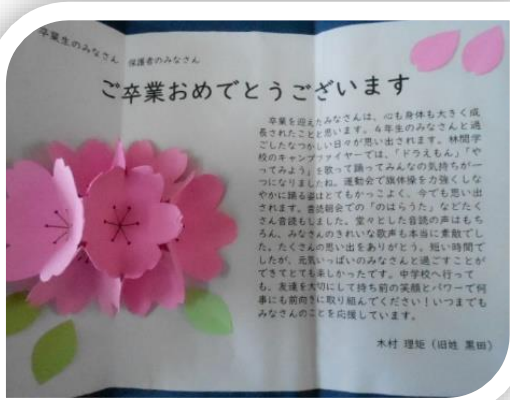 卒業生のみなさん 保護者のみなさん
ご卒業おめでとうございます
卒業を迎えたみなさんは、心も身体も大きく成
長されたことと思います。4年生のみなさんと過
ごしたなつかしい日々が思い出されます。林間学
校のキャンプファイヤーでは、「ドラえもん」「や
ってみよう」を歌って踊ってみんなの気持ちが一
つになりましたね。運動会で旗体操を力強くしな
やかに踊る姿はとてもかっこよく、今でも思い出
されます。音読朝会での「のはらうた」などたく
さん音読もしました。堂々とした音読の声はもち
ろん、みなさんのきれいな歌声も本当に素敵でし
た。たくさんの思い出をありがとう。短い時間で
したが、元気いっぱいのみなさんと過ごすことが
できてとても楽しかったです。中学校へ行って
も、友達を大切にして持ち前の笑顔とパワーで何
事にも前向きに取り組んでください!いつまでも
みなさんのことを応援しています。
木村 理矩(旧姓 黒田)